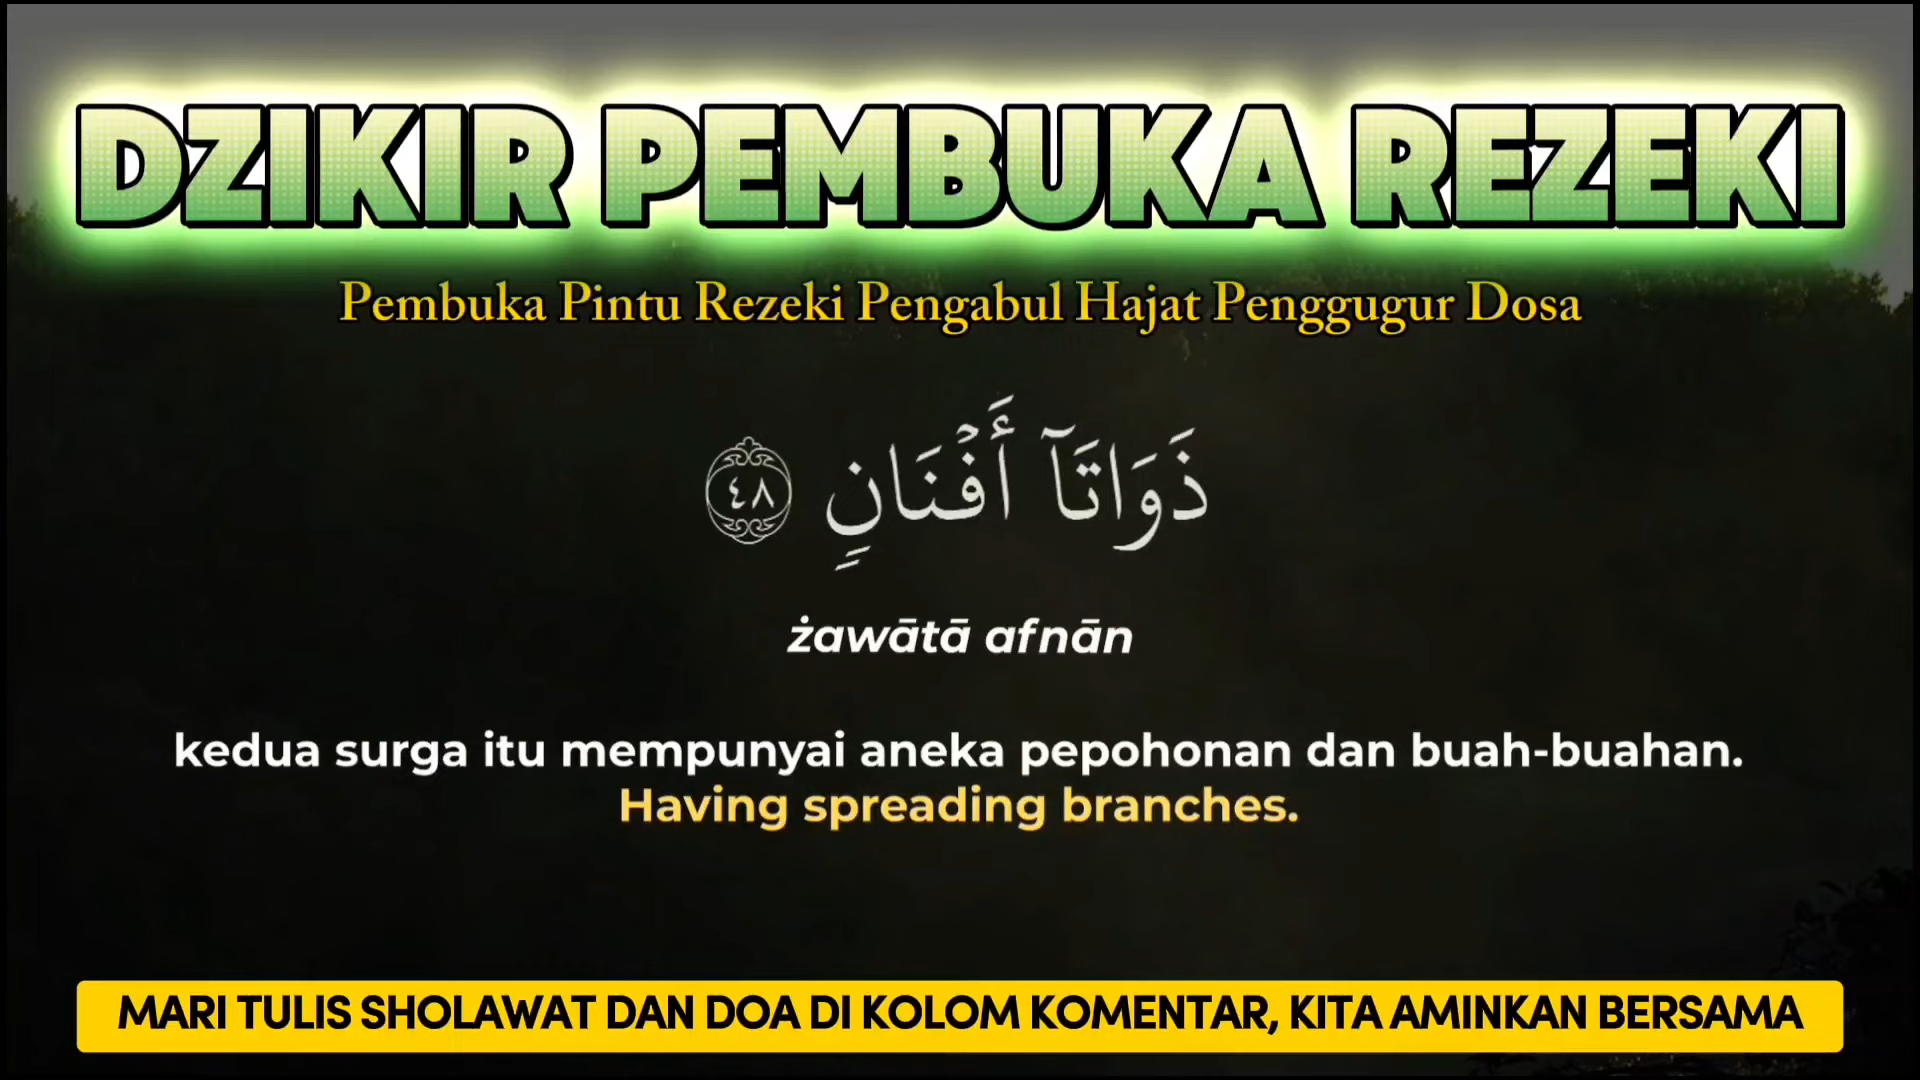 DZIKIR PEMBUKA REZEKI
Pembuka Pintu Rezeki Pengabul Hajat Penggugur Dosa
ذَوَاتَآ أَفْنَانٍ ٤٨
żawātā afnān
kedua surga itu mempunyai aneka pepohonan dan buah-buahan.
Having spreading branches.
MARI TULIS SHOLAWAT DAN DOA DI KOLOM KOMENTAR, KITA AMINKAN BERSAMA